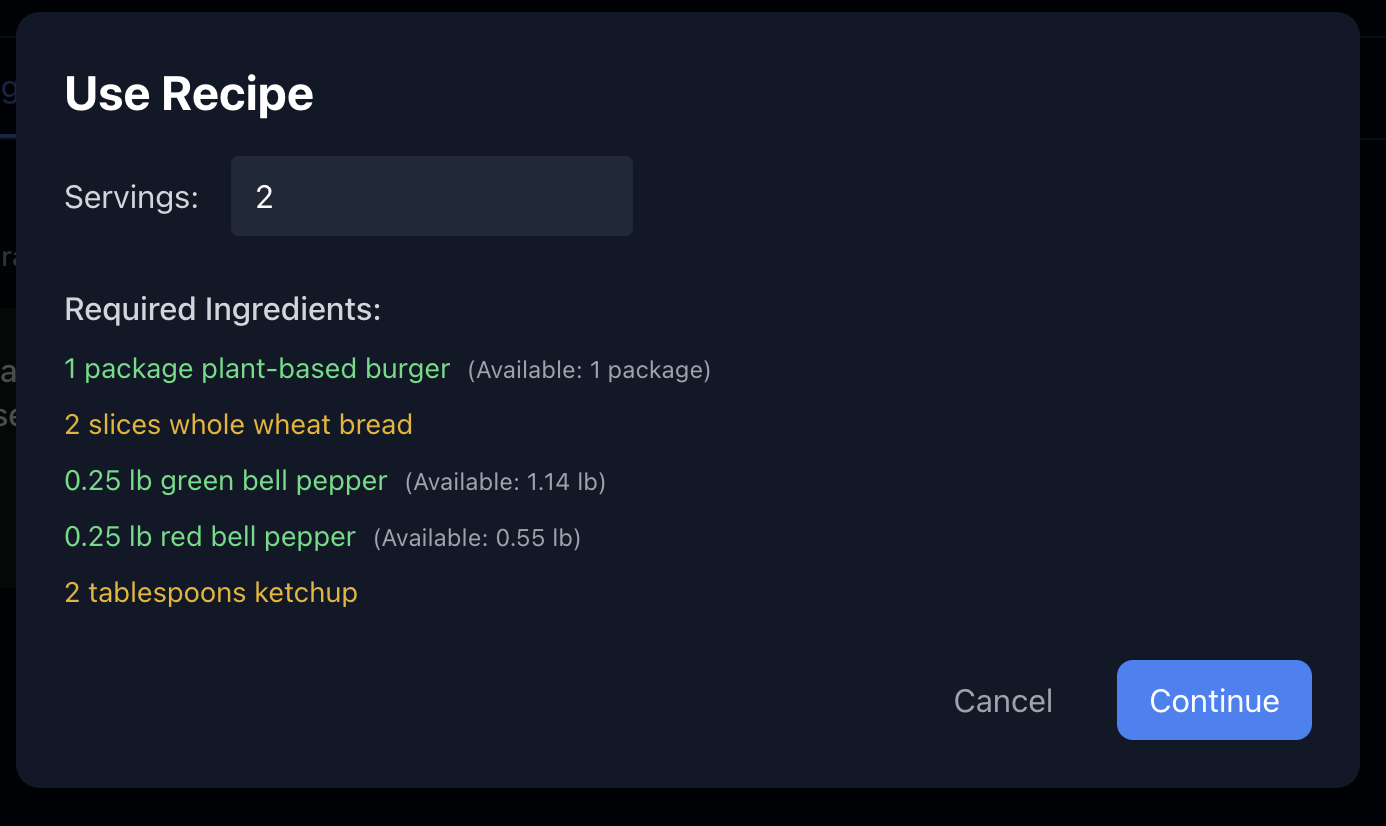 Use Recipe
Servings: 2
Required Ingredients:
1 package plant-based burger (Available: 1 package)
2 slices whole wheat bread
0.25 lb green bell pepper (Available: 1.14 lb)
0.25 lb red bell pepper (Available: 0.55 lb)
2 tablespoons ketchup
Cancel
Continue